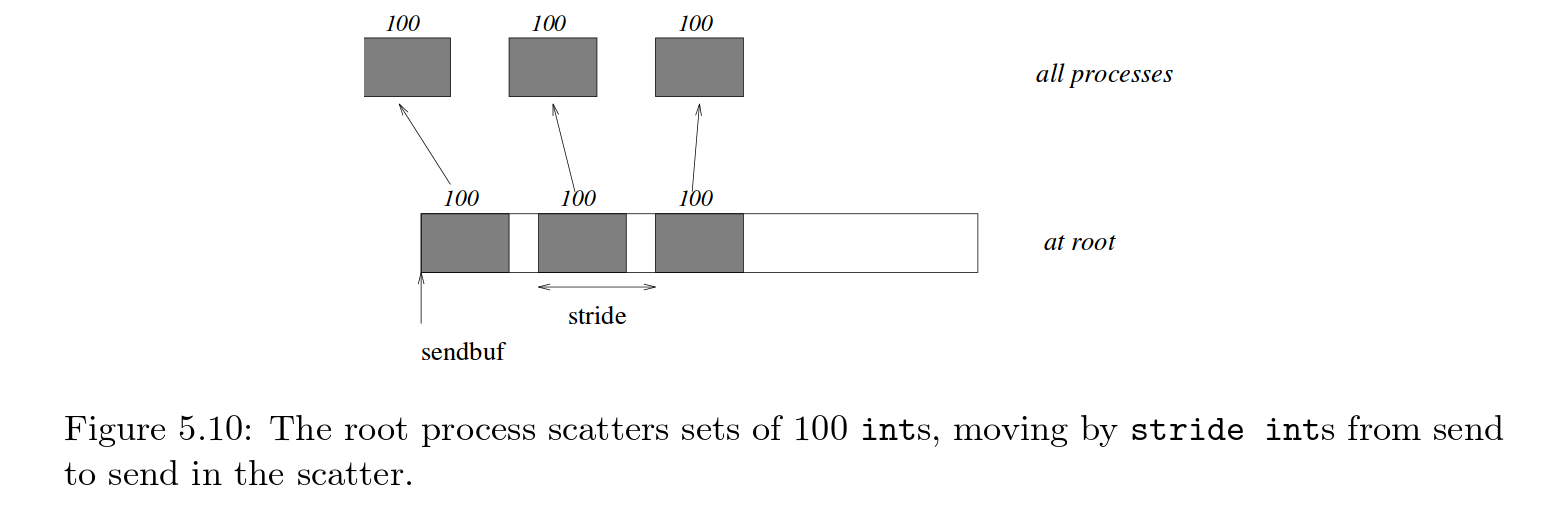 100 100 100
all processes
100 100 100
at root
stride
sendbuf
Figure 5.10: The root process scatters sets of 100 ints, moving by stride ints from send
to send in the scatter.